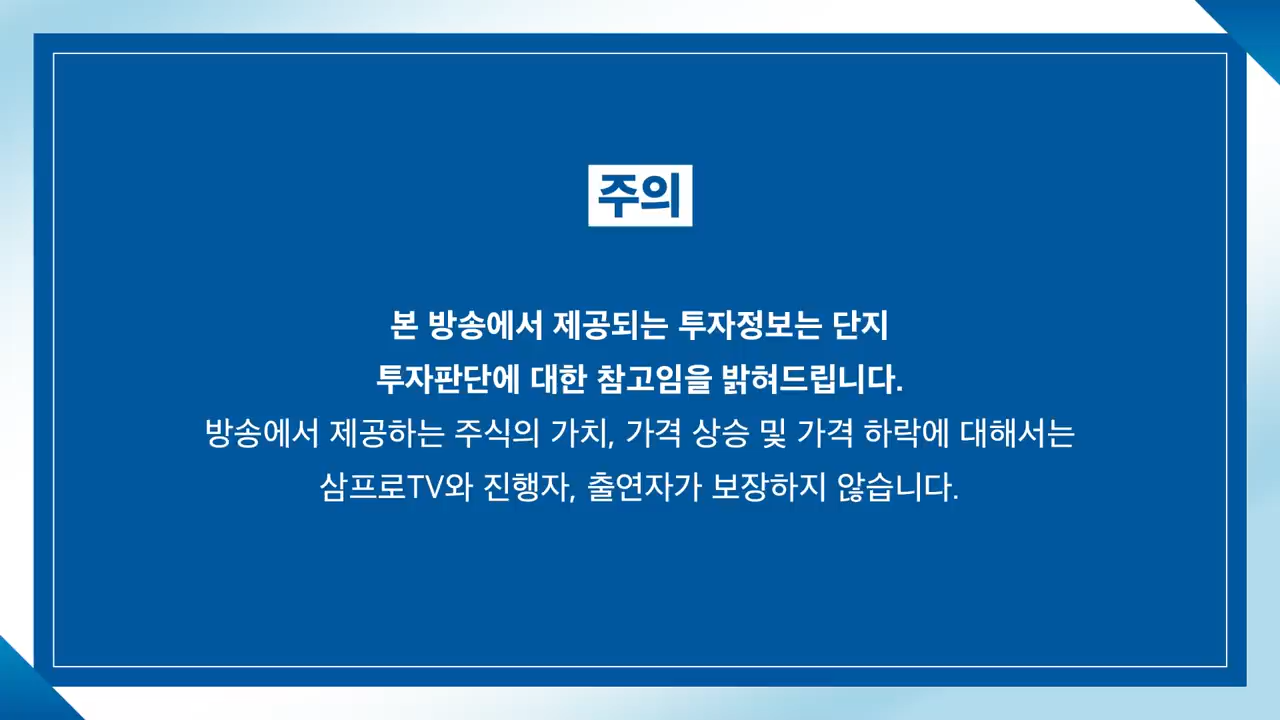 주의
본 방송에서 제공되는 투자정보는 단지
투자판단에 대한 참고임을 밝혀드립니다.
방송에서 제공하는 주식의 가치, 가격 상승 및 가격 하락에 대해서는
삼프로TV와 진행자, 출연자가 보장하지 않습니다.